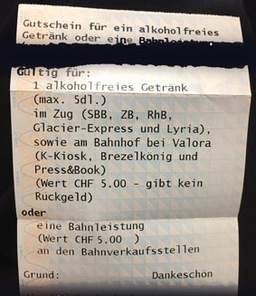 Gutschein für ein alkoholfreies
Getränk oder eine Bahnleistung
Gültig für:
1 alkoholfreies Getränk
(max. 5dl.)
im Zug (SBB, ZB, RhB,
Glacier-Express und Lyria),
sowie am Bahnhof bei Valora
(K-Kiosk, Brezelkönig und
Press&Book)
(Wert CHF 5.00 - gibt kein
Rückgeld)
oder
eine Bahnleistung
(Wert CHF 5.00 )
an den Bahnverkaufsstellen
Grund: Dankeschön